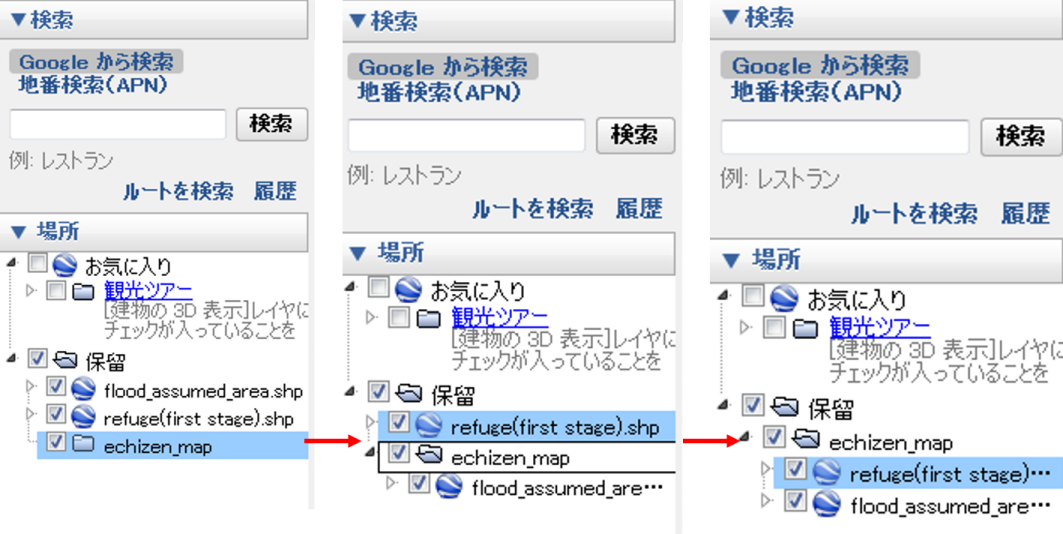 ▼検索
Google から検索
地番検索(APN)
検索
例: レストラン
ルートを検索 履歴
▼ 場所
お気に入り
観光ツアー
[建物の 3D 表示]レイヤに
チェックが入っていることを
保留
flood_assumed_area.shp
refuge(first stage).shp
echizen_map
▼検索
Google から検索
地番検索(APN)
検索
例: レストラン
ルートを検索 履歴
▼ 場所
お気に入り
観光ツアー
[建物の 3D 表示]レイヤに
チェックが入っていることを
保留
refuge(first stage).shp
echizen_map
flood_assumed_are…
▼検索
Google から検索
地番検索(APN)
検索
例: レストラン
ルートを検索 履歴
▼ 場所
お気に入り
観光ツアー
[建物の 3D 表示]レイヤに
チェックが入っていることを
保留
echizen_map
refuge(first stage)…
flood_assumed_are…